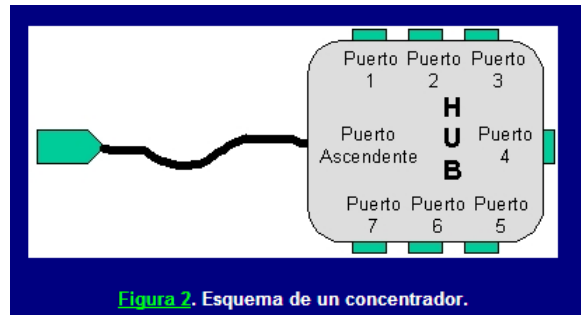 Puerto 1
Puerto 2
Puerto 3
HUB
Puerto Ascendente
Puerto 4
Puerto 7
Puerto 6
Puerto 5
Figura 2. Esquema de un concentrador.